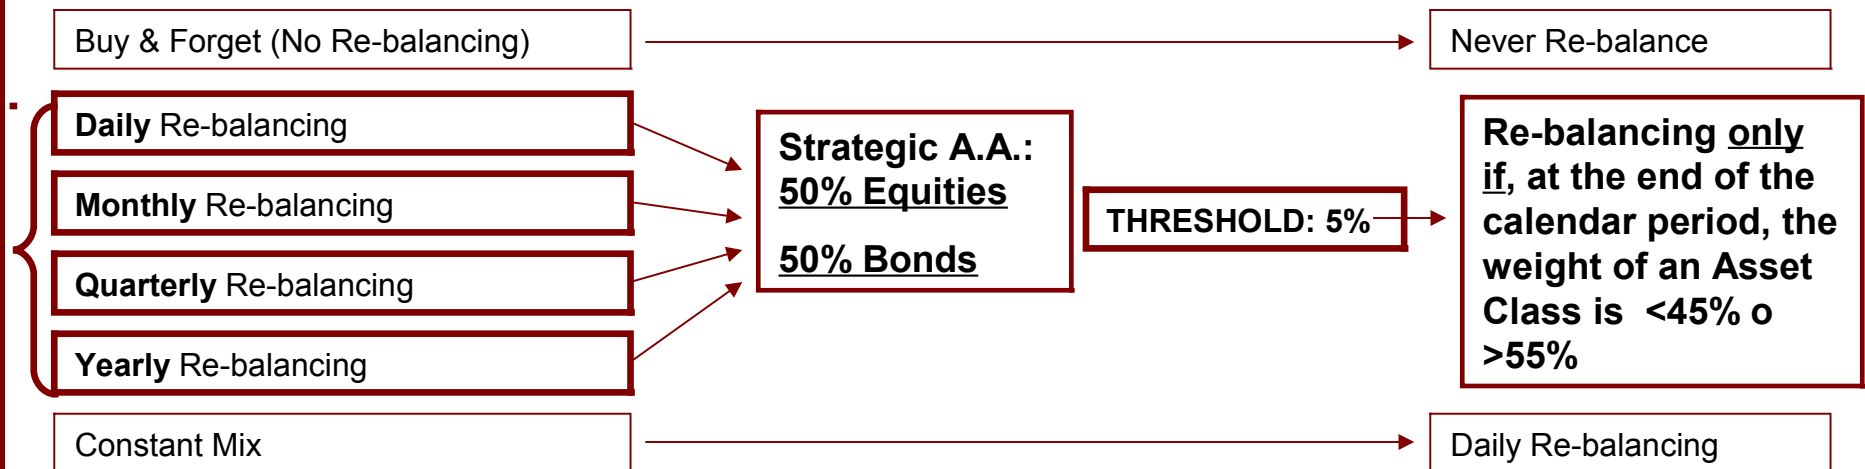 Buy & Forget (No Re-balancing)
Never Re-balance
Daily Re-balancing
Monthly Re-balancing
Quarterly Re-balancing
Yearly Re-balancing
Strategic A.A.:
50% Equities
50% Bonds
THRESHOLD: 5%
Re-balancing only
if, at the end of the
calendar period, the
weight of an Asset
Class is <45% o
>55%
Constant Mix
Daily Re-balancing